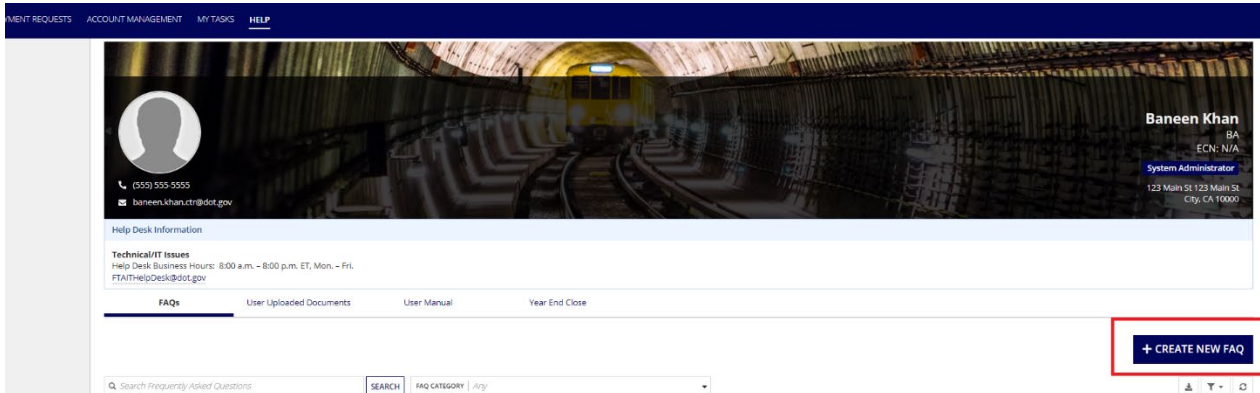 YMENT REQUESTS ACCOUNT MANAGEMENT MY TASKS HELP
Baneen Khan
BA
ECN: N/A
System Administrator
(555) 555-5555
123 Main St 123 Main St
baneen.khan.ctr@dot.gov
City, CA 10000
Help Desk Information
Technical/IT Issues
Help Desk Business Hours: 8:00 a.m. – 8:00 p.m. ET, Mon. – Fri.
FTAITHelpDesk@dot.gov
FAQs User Uploaded Documents User Manual Year End Close
+ CREATE NEW FAQ
Search Frequently Asked Questions SEARCH FAQ CATEGORY | Any